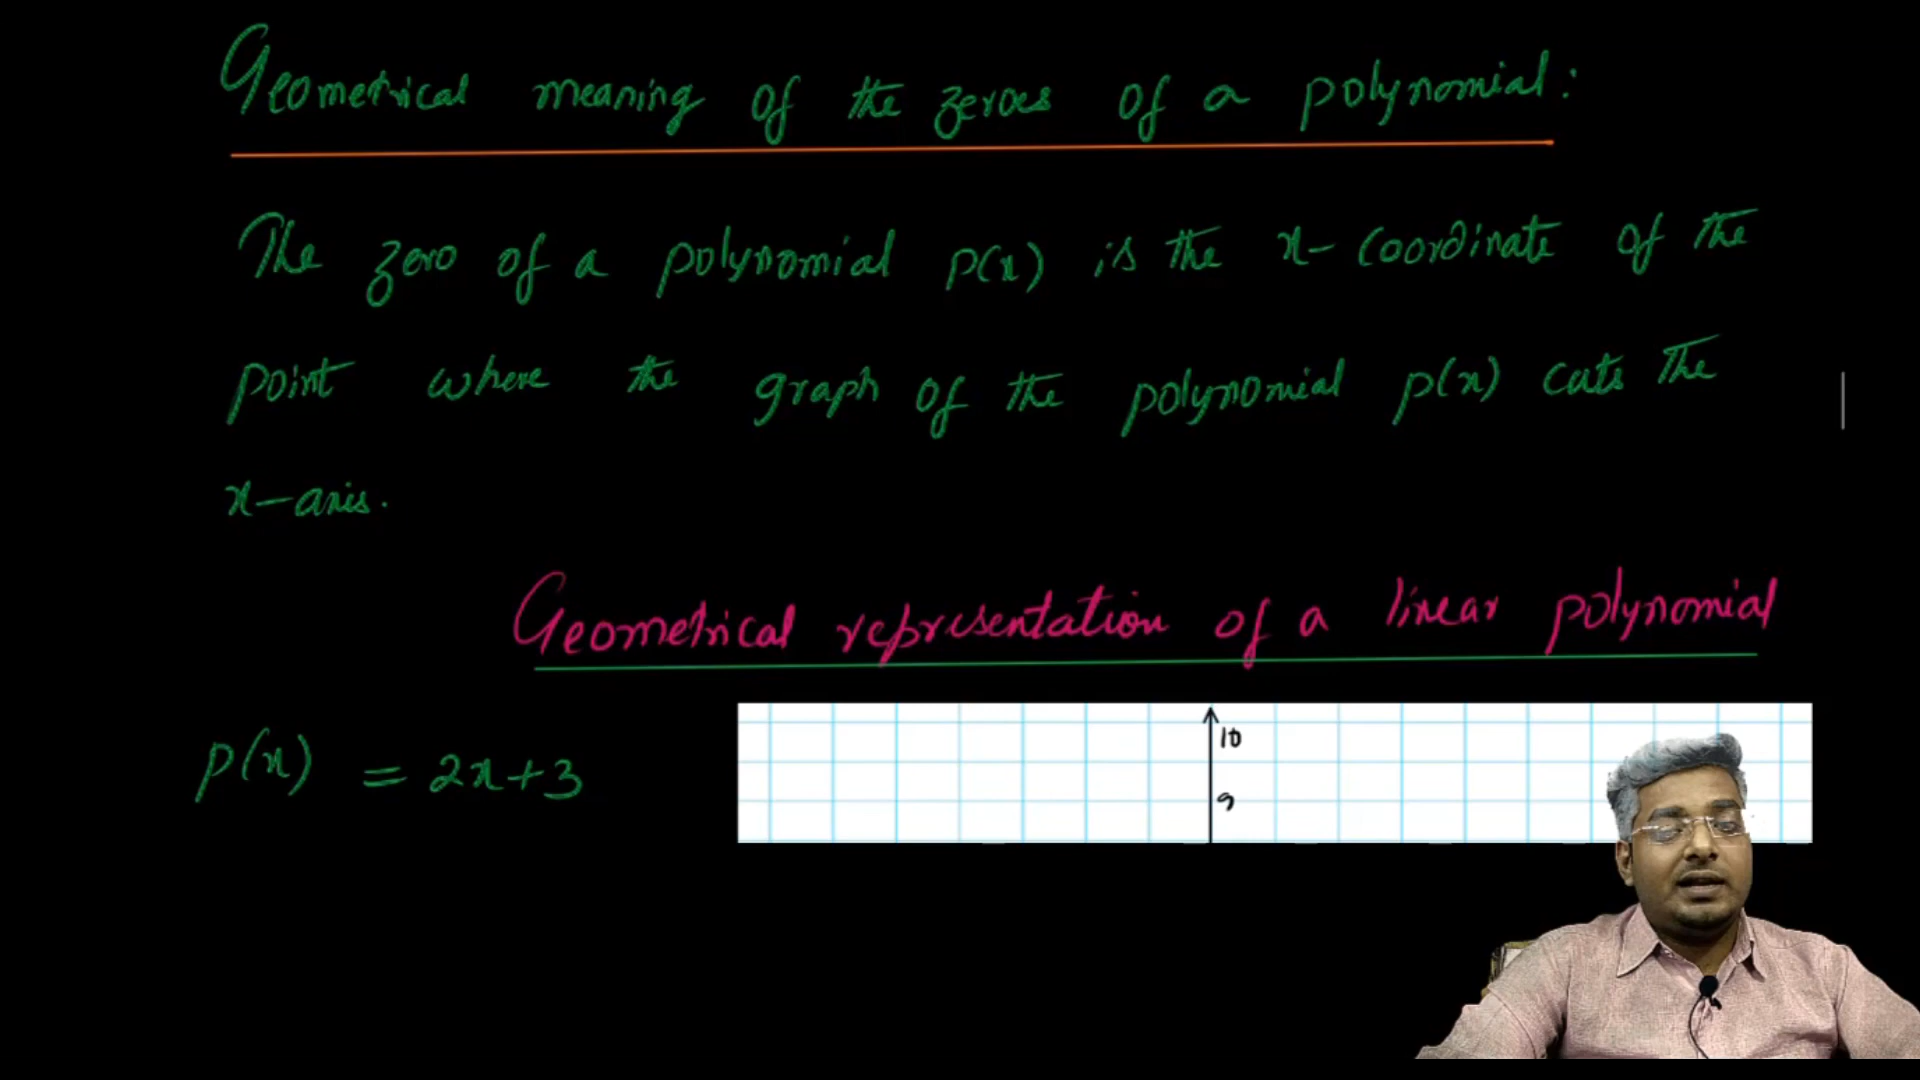 Geometrical meaning of the zeroes of a polynomial:
The zero of a polynomial p(x) is the x-coordinate of the
point where the graph of the polynomial p(x) cuts the
x-axis.
Geometrical representation of a linear polynomial
p(x) = 2x+3
10
9